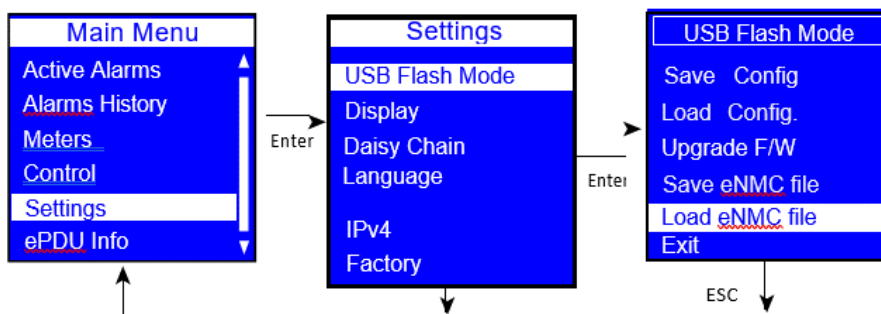 Main Menu
Active Alarms
Alarms History
Meters
Control
Settings
ePDU Info
Enter
Settings
USB Flash Mode
Display
Daisy Chain
Language
IPv4
Factory
Enter
USB Flash Mode
Save Config
Load Config.
Upgrade F/W
Save eNMC file
Load eNMC file
Exit
ESC